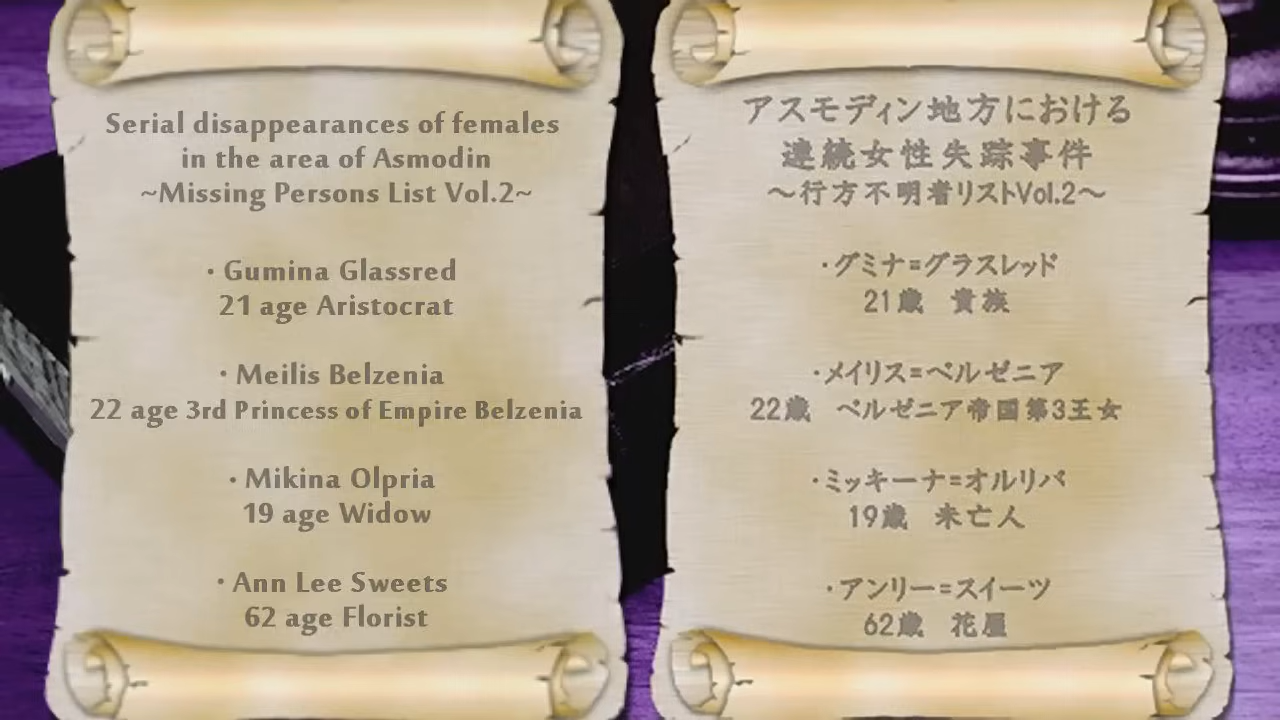 Serial disappearances of females
in the area of Asmodin
~Missing Persons List Vol.2~
・Gumina Glassred
21 age Aristocrat
・Meilis Belzenia
22 age 3rd Princess of Empire Belzenia
・Mikina Olpria
19 age Widow
・Ann Lee Sweets
62 age Florist
アスモディン地方における
連続女性失踪事件
～行方不明者リストVol.2～
・グミナ=グラスレッド
21歳　貴族
・メイリス=ベルゼニア
22歳　ベルゼニア帝国第3王女
・ミッキーナ=オルリバ
19歳　未亡人
・アンリー=スイーツ
62歳　花屋